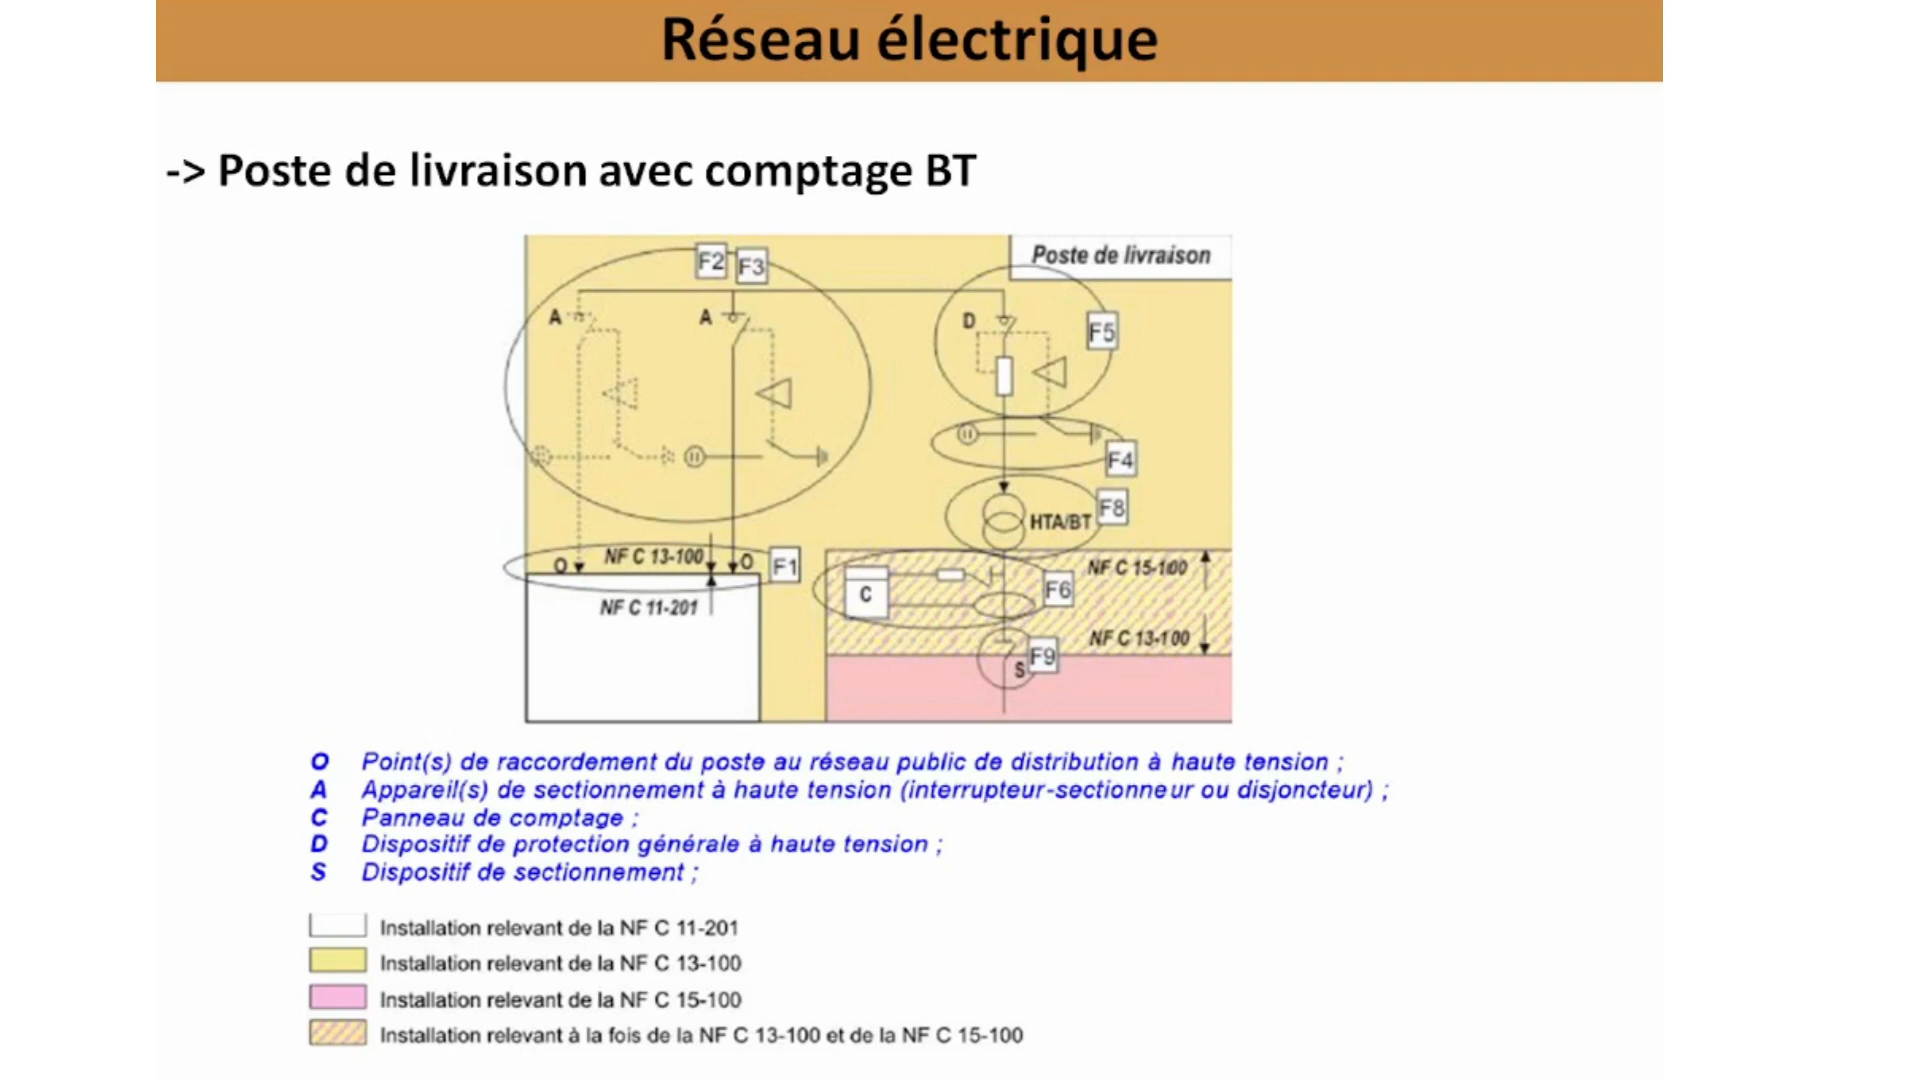 Réseau électrique
-> Poste de livraison avec comptage BT
F2 F3
Poste de livraison
A A D F5
F4
HTA/BT F8
O NF C 13-100 O F1
NF C 11-201
C F6 NF C 15-100
NF C 13-100
S F9
O Point(s) de raccordement du poste au réseau public de distribution à haute tension ;
A Appareil(s) de sectionnement à haute tension (interrupteur-sectionneur ou disjoncteur) ;
C Panneau de comptage ;
D Dispositif de protection générale à haute tension ;
S Dispositif de sectionnement ;
Installation relevant de la NF C 11-201
Installation relevant de la NF C 13-100
Installation relevant de la NF C 15-100
Installation relevant à la fois de la NF C 13-100 et de la NF C 15-100